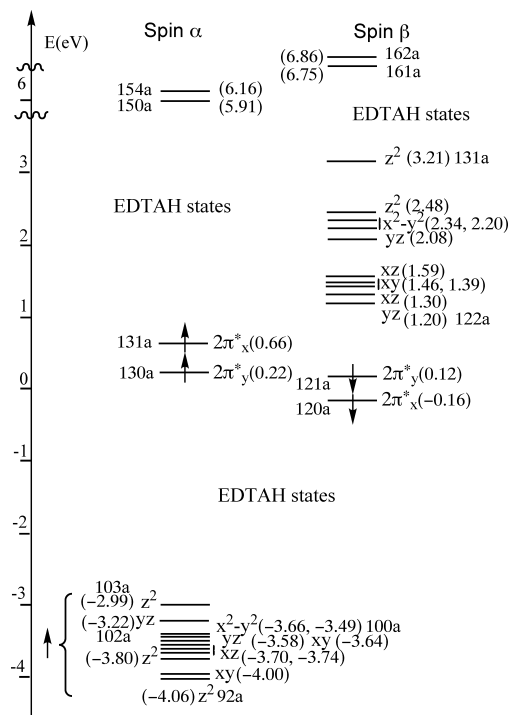 E(eV)
Spin α
Spin β
(6.86) 162a
(6.75) 161a
6
154a (6.16)
150a (5.91)
EDTAH states
3
z² (3.21) 131a
EDTAH states
z² (2.48)
x²-y² (2.34, 2.20)
2
yz (2.08)
xz (1.59)
xy (1.46, 1.39)
xz (1.30)
1
yz (1.20) 122a
131a 2π*x (0.66)
130a 2π*y (0.22)
121a 2π*y (0.12)
0
120a 2π*x (−0.16)
-1
EDTAH states
-2
103a
-3
(−2.99) z²
(−3.22) yz
x²-y² (−3.66, −3.49) 100a
102a
yz (−3.58) xy (−3.64)
(−3.80) z²
xz (−3.70, −3.74)
-4
xy (−4.00)
(−4.06) z² 92a